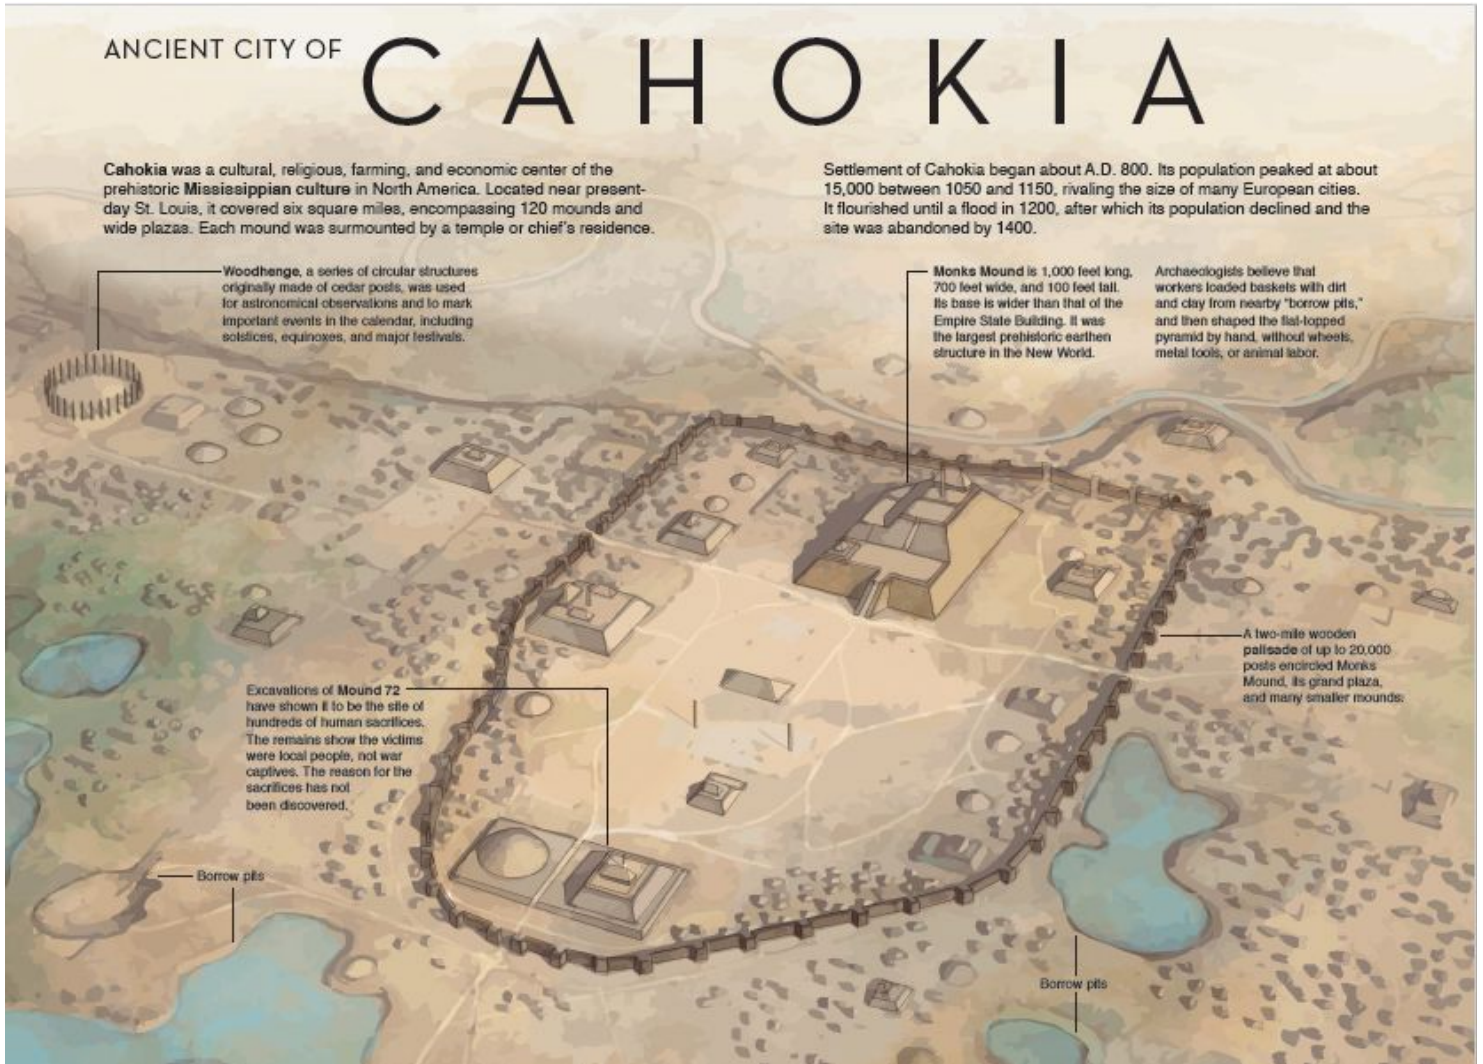 ANCIENT CITY OF CAHOKIA
Cahokia was a cultural, religious, farming, and economic center of the
prehistoric Mississippian culture in North America. Located near present-
day St. Louis, it covered six square miles, encompassing 120 mounds and
wide plazas. Each mound was surmounted by a temple or chief's residence.
Settlement of Cahokia began about A.D. 800. Its population peaked at about
15,000 between 1050 and 1150, rivaling the size of many European cities.
It flourished until a flood in 1200, after which its population declined and the
site was abandoned by 1400.
Woodhenge, a series of circular structures
originally made of cedar posts, was used
for astronomical observations and to mark
important events in the calendar, including
solstices, equinoxes, and major festivals.
Monks Mound is 1,000 feet long,
700 feet wide, and 100 feet tall.
Its base is wider than that of the
Empire State Building. It was
the largest prehistoric earthen
structure in the New World.
Archaeologists believe that
workers loaded baskets with dirt
and clay from nearby "borrow pits,"
and then shaped the flat-topped
pyramid by hand, without wheels,
metal tools, or animal labor.
A two-mile wooden
palisade of up to 20,000
posts encircled Monks
Mound, its grand plaza,
and many smaller mounds.
Excavations of Mound 72
have shown it to be the site of
hundreds of human sacrifices.
The remains show the victims
were local people, not war
captives. The reason for the
sacrifices has not
been discovered.
Borrow pits
Borrow pits